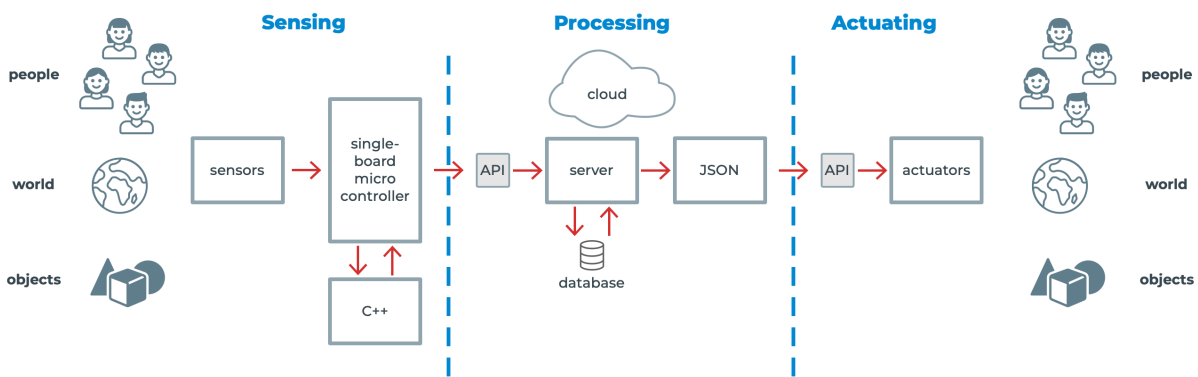 Sensing
Processing
Actuating
people
world
objects
sensors
single-
board
micro
controller
C++
API
cloud
server
database
JSON
API
actuators
people
world
objects